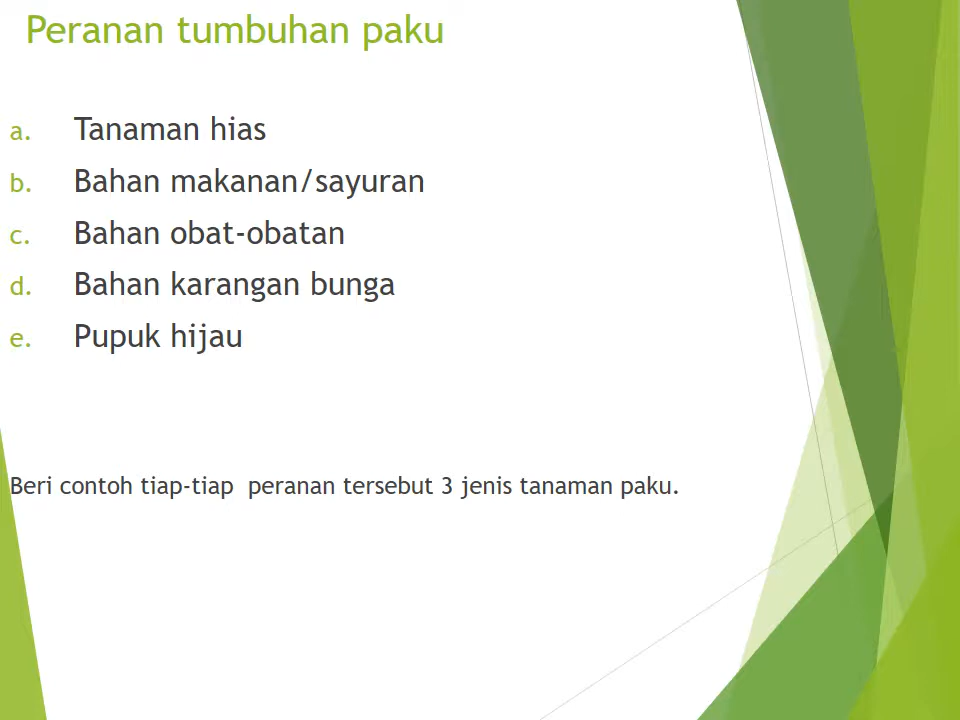 Peranan tumbuhan paku
a. Tanaman hias
b. Bahan makanan/sayuran
c. Bahan obat-obatan
d. Bahan karangan bunga
e. Pupuk hijau
Beri contoh tiap-tiap  peranan tersebut 3 jenis tanaman paku.